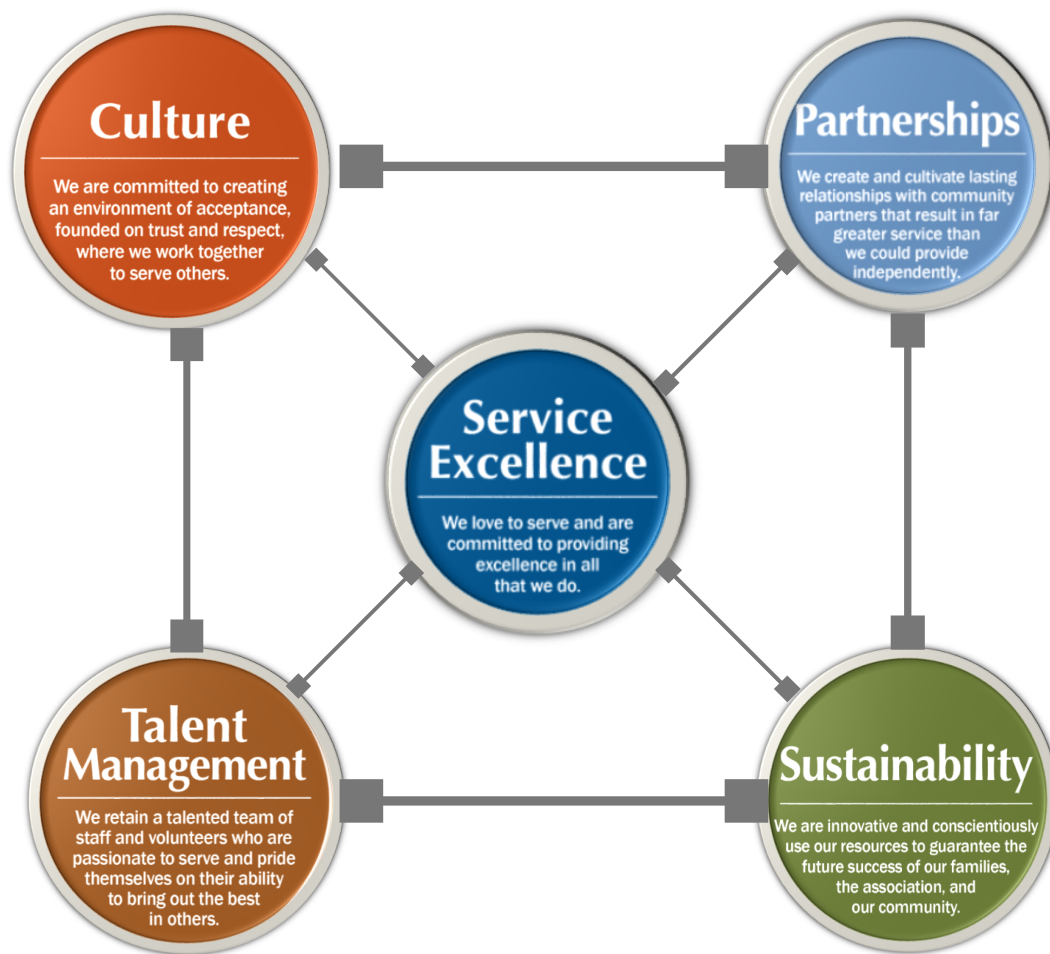 Culture
We are committed to creating
an environment of acceptance,
founded on trust and respect,
where we work together
to serve others.
Partnerships
We create and cultivate lasting
relationships with community
partners that result in far
greater service than
we could provide
independently.
Service
Excellence
We love to serve and are
committed to providing
excellence in all
that we do.
Talent
Management
We retain a talented team of
staff and volunteers who are
passionate to serve and pride
themselves on their ability
to bring out the best
in others.
Sustainability
We are innovative and conscientiously
use our resources to guarantee the
future success of our families,
the association, and
our community.